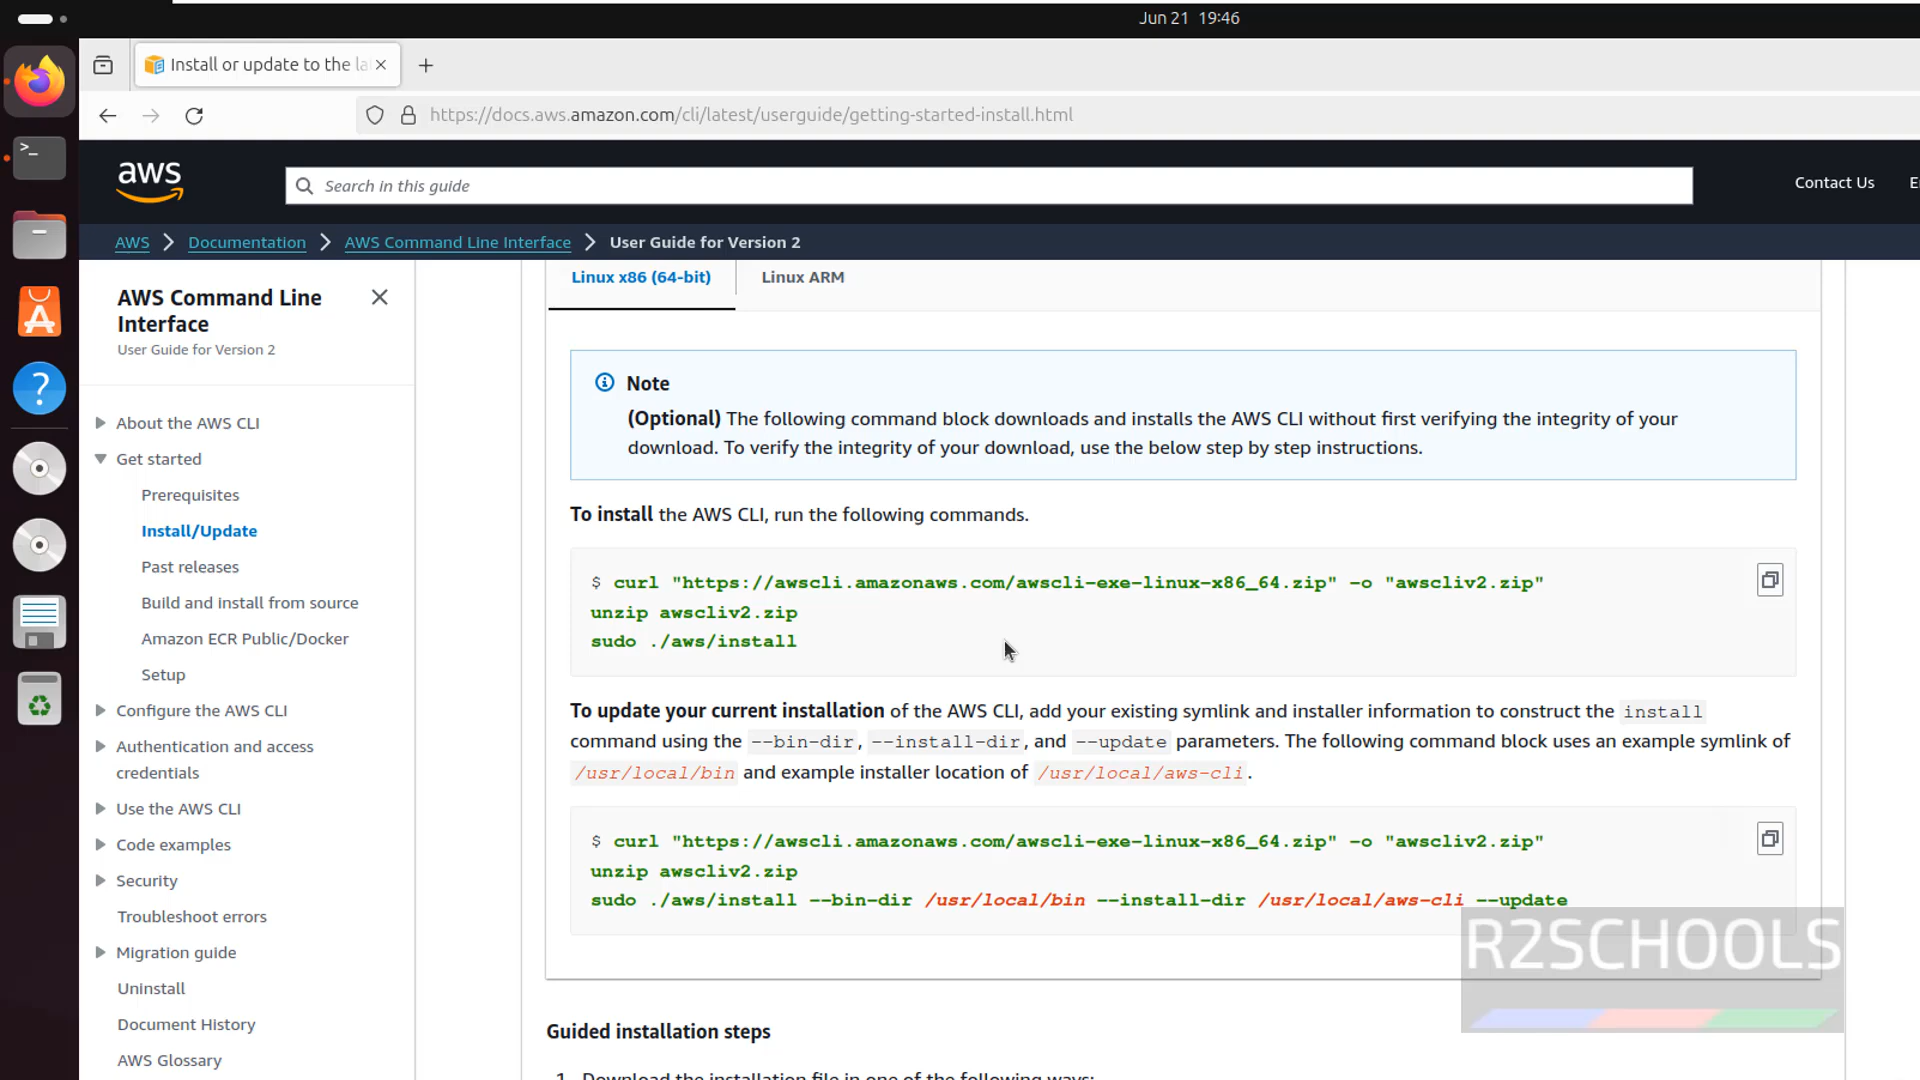 Jun 21 19:46
Install or update to the la
https://docs.aws.amazon.com/cli/latest/userguide/getting-started-install.html
aws
Search in this guide
Contact Us
AWS
Documentation
AWS Command Line Interface
User Guide for Version 2
AWS Command Line
Interface
User Guide for Version 2
About the AWS CLI
Get started
Prerequisites
Install/Update
Past releases
Build and install from source
Amazon ECR Public/Docker
Setup
Configure the AWS CLI
Authentication and access
credentials
Use the AWS CLI
Code examples
Security
Troubleshoot errors
Migration guide
Uninstall
Document History
AWS Glossary
Linux x86 (64-bit)
Linux ARM
Note
(Optional) The following command block downloads and installs the AWS CLI without first verifying the integrity of your
download. To verify the integrity of your download, use the below step by step instructions.
To install the AWS CLI, run the following commands.
$ curl "https://awscli.amazonaws.com/awscli-exe-linux-x86_64.zip" -o "awscliv2.zip"
unzip awscliv2.zip
sudo ./aws/install
To update your current installation of the AWS CLI, add your existing symlink and installer information to construct the install
command using the --bin-dir, --install-dir, and --update parameters. The following command block uses an example symlink of
/usr/local/bin and example installer location of /usr/local/aws-cli.
$ curl "https://awscli.amazonaws.com/awscli-exe-linux-x86_64.zip" -o "awscliv2.zip"
unzip awscliv2.zip
sudo ./aws/install --bin-dir /usr/local/bin --install-dir /usr/local/aws-cli --update
R2SCHOOLS
Guided installation steps
1. Download the installation file in one of the following ways: